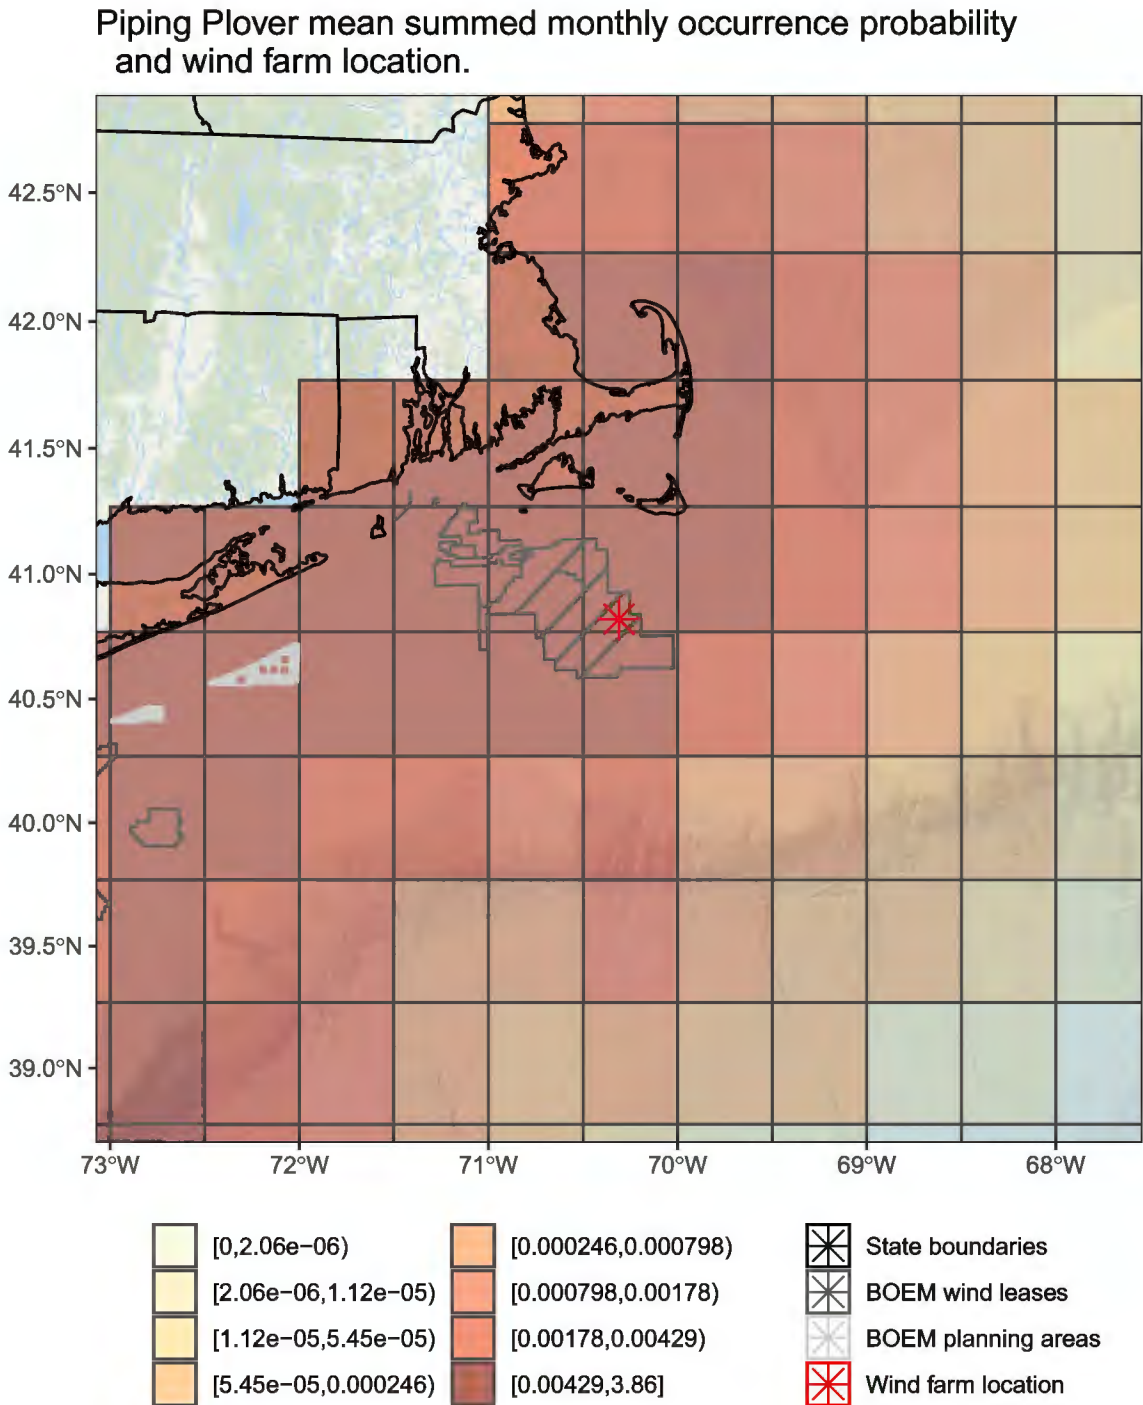 Piping Plover mean summed monthly occurrence probability
and wind farm location.
42.5°N
42.0°N
41.5°N
41.0°N
40.5°N
40.0°N
39.5°N
39.0°N
73°W 72°W 71°W 70°W 69°W 68°W
[0,2.06e−06) [0.000246,0.000798) State boundaries
[2.06e−06,1.12e−05) [0.000798,0.00178) BOEM wind leases
[1.12e−05,5.45e−05) [0.00178,0.00429) BOEM planning areas
[5.45e−05,0.000246) [0.00429,3.86] Wind farm location